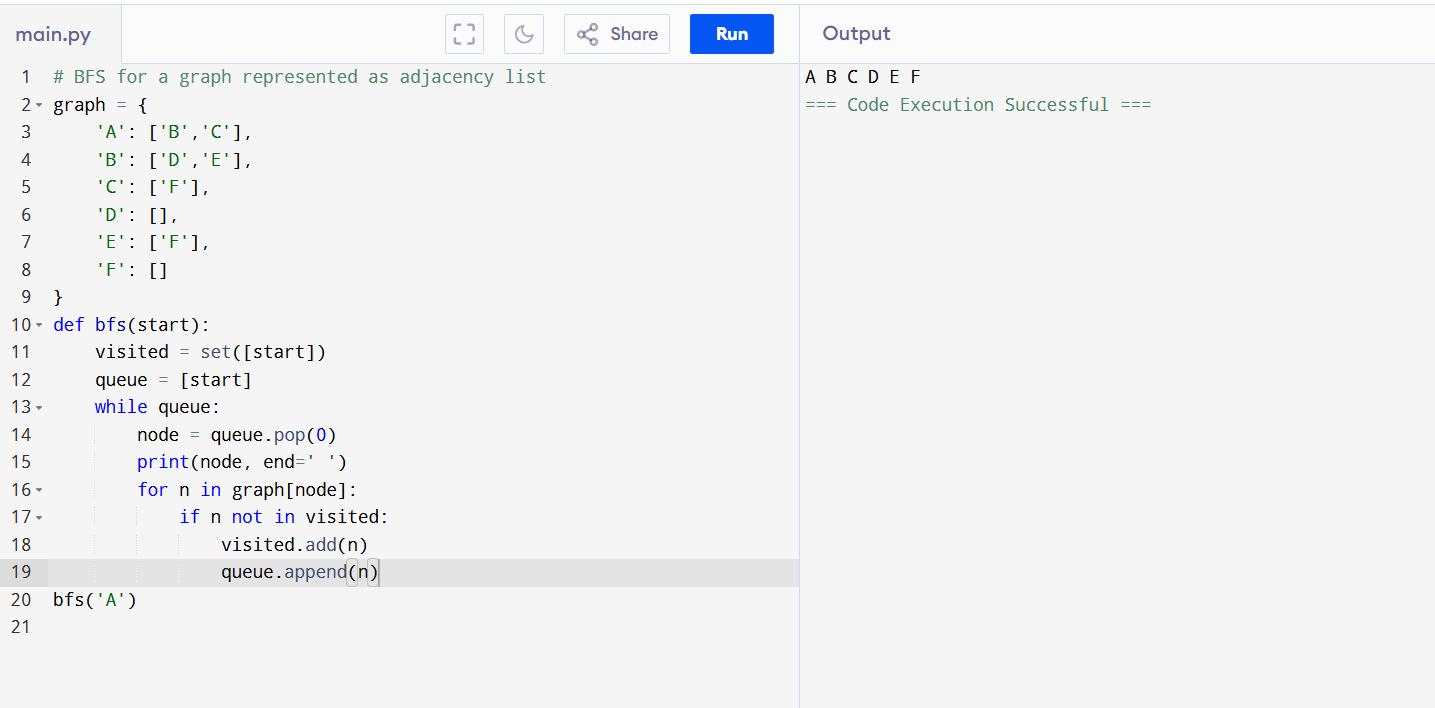 main.py
Share
Run
Output
1 # BFS for a graph represented as adjacency list
2 graph = {
3     'A': ['B','C'],
4     'B': ['D','E'],
5     'C': ['F'],
6     'D': [],
7     'E': ['F'],
8     'F': []
9 }
10 def bfs(start):
11     visited = set([start])
12     queue = [start]
13     while queue:
14         node = queue.pop(0)
15         print(node, end=' ')
16         for n in graph[node]:
17             if n not in visited:
18                 visited.add(n)
19                 queue.append(n)
20 bfs('A')
21
A B C D E F
=== Code Execution Successful ===